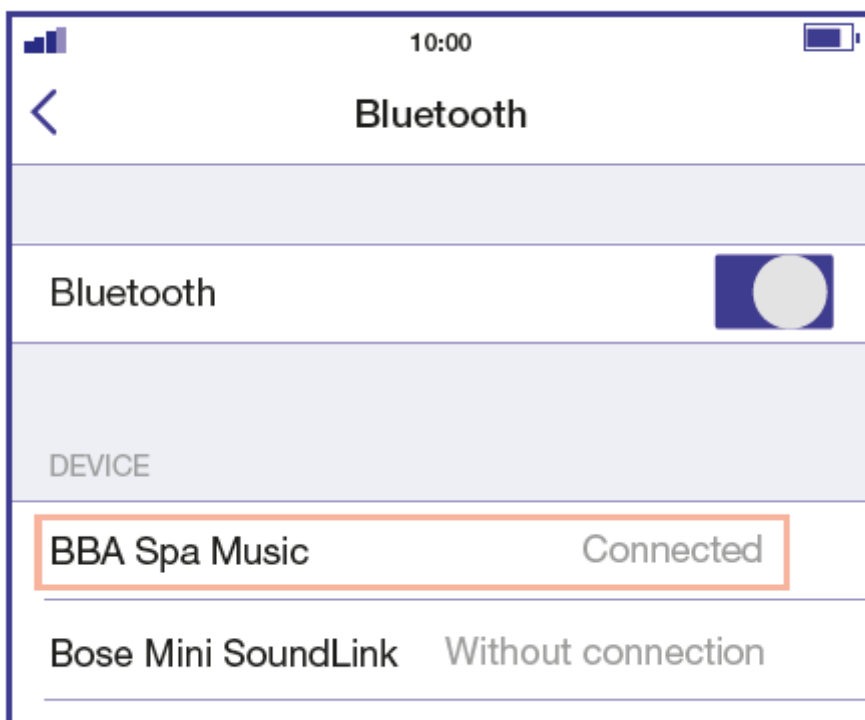 10:00
Bluetooth
Bluetooth
DEVICE
BBA Spa Music Connected
Bose Mini SoundLink Without connection